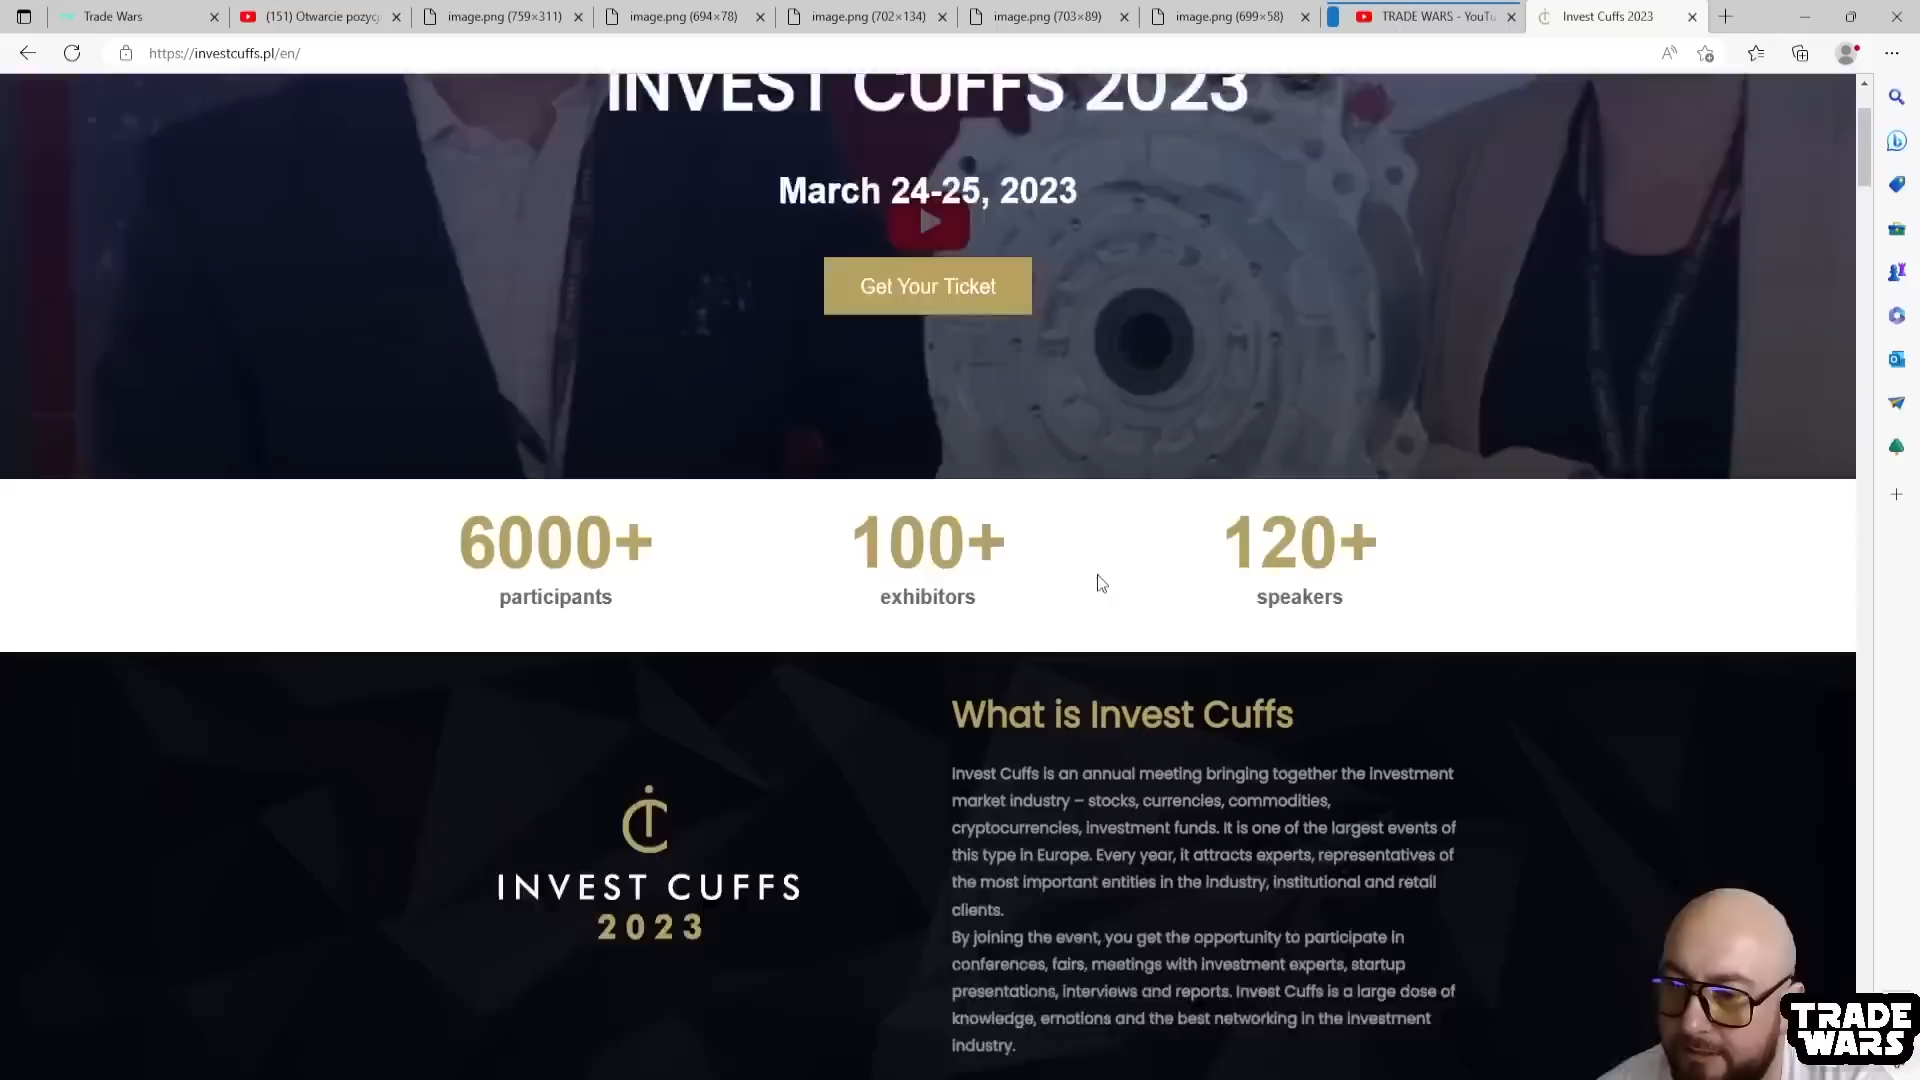 Trade Wars
(151) Otwarcie pozycj
image.png (759×311)
image.png (694×78)
image.png (702×134)
image.png (703×89)
image.png (699×58)
TRADE WARS - YouTu
Invest Cuffs 2023
https://investcuffs.pl/en/
INVEST CUFFS 2023
March 24-25, 2023
Get Your Ticket
6000+
participants
100+
exhibitors
120+
speakers
What is Invest Cuffs
Invest Cuffs is an annual meeting bringing together the investment
market industry – stocks, currencies, commodities,
cryptocurrencies, investment funds. It is one of the largest events of
this type in Europe. Every year, it attracts experts, representatives of
the most important entities in the industry, institutional and retail
clients.
By joining the event, you get the opportunity to participate in
conferences, fairs, meetings with investment experts, startup
presentations, interviews and reports. Invest Cuffs is a large dose of
knowledge, emotions and the best networking in the investment
industry.
INVEST CUFFS
2023
TRADE
WARS